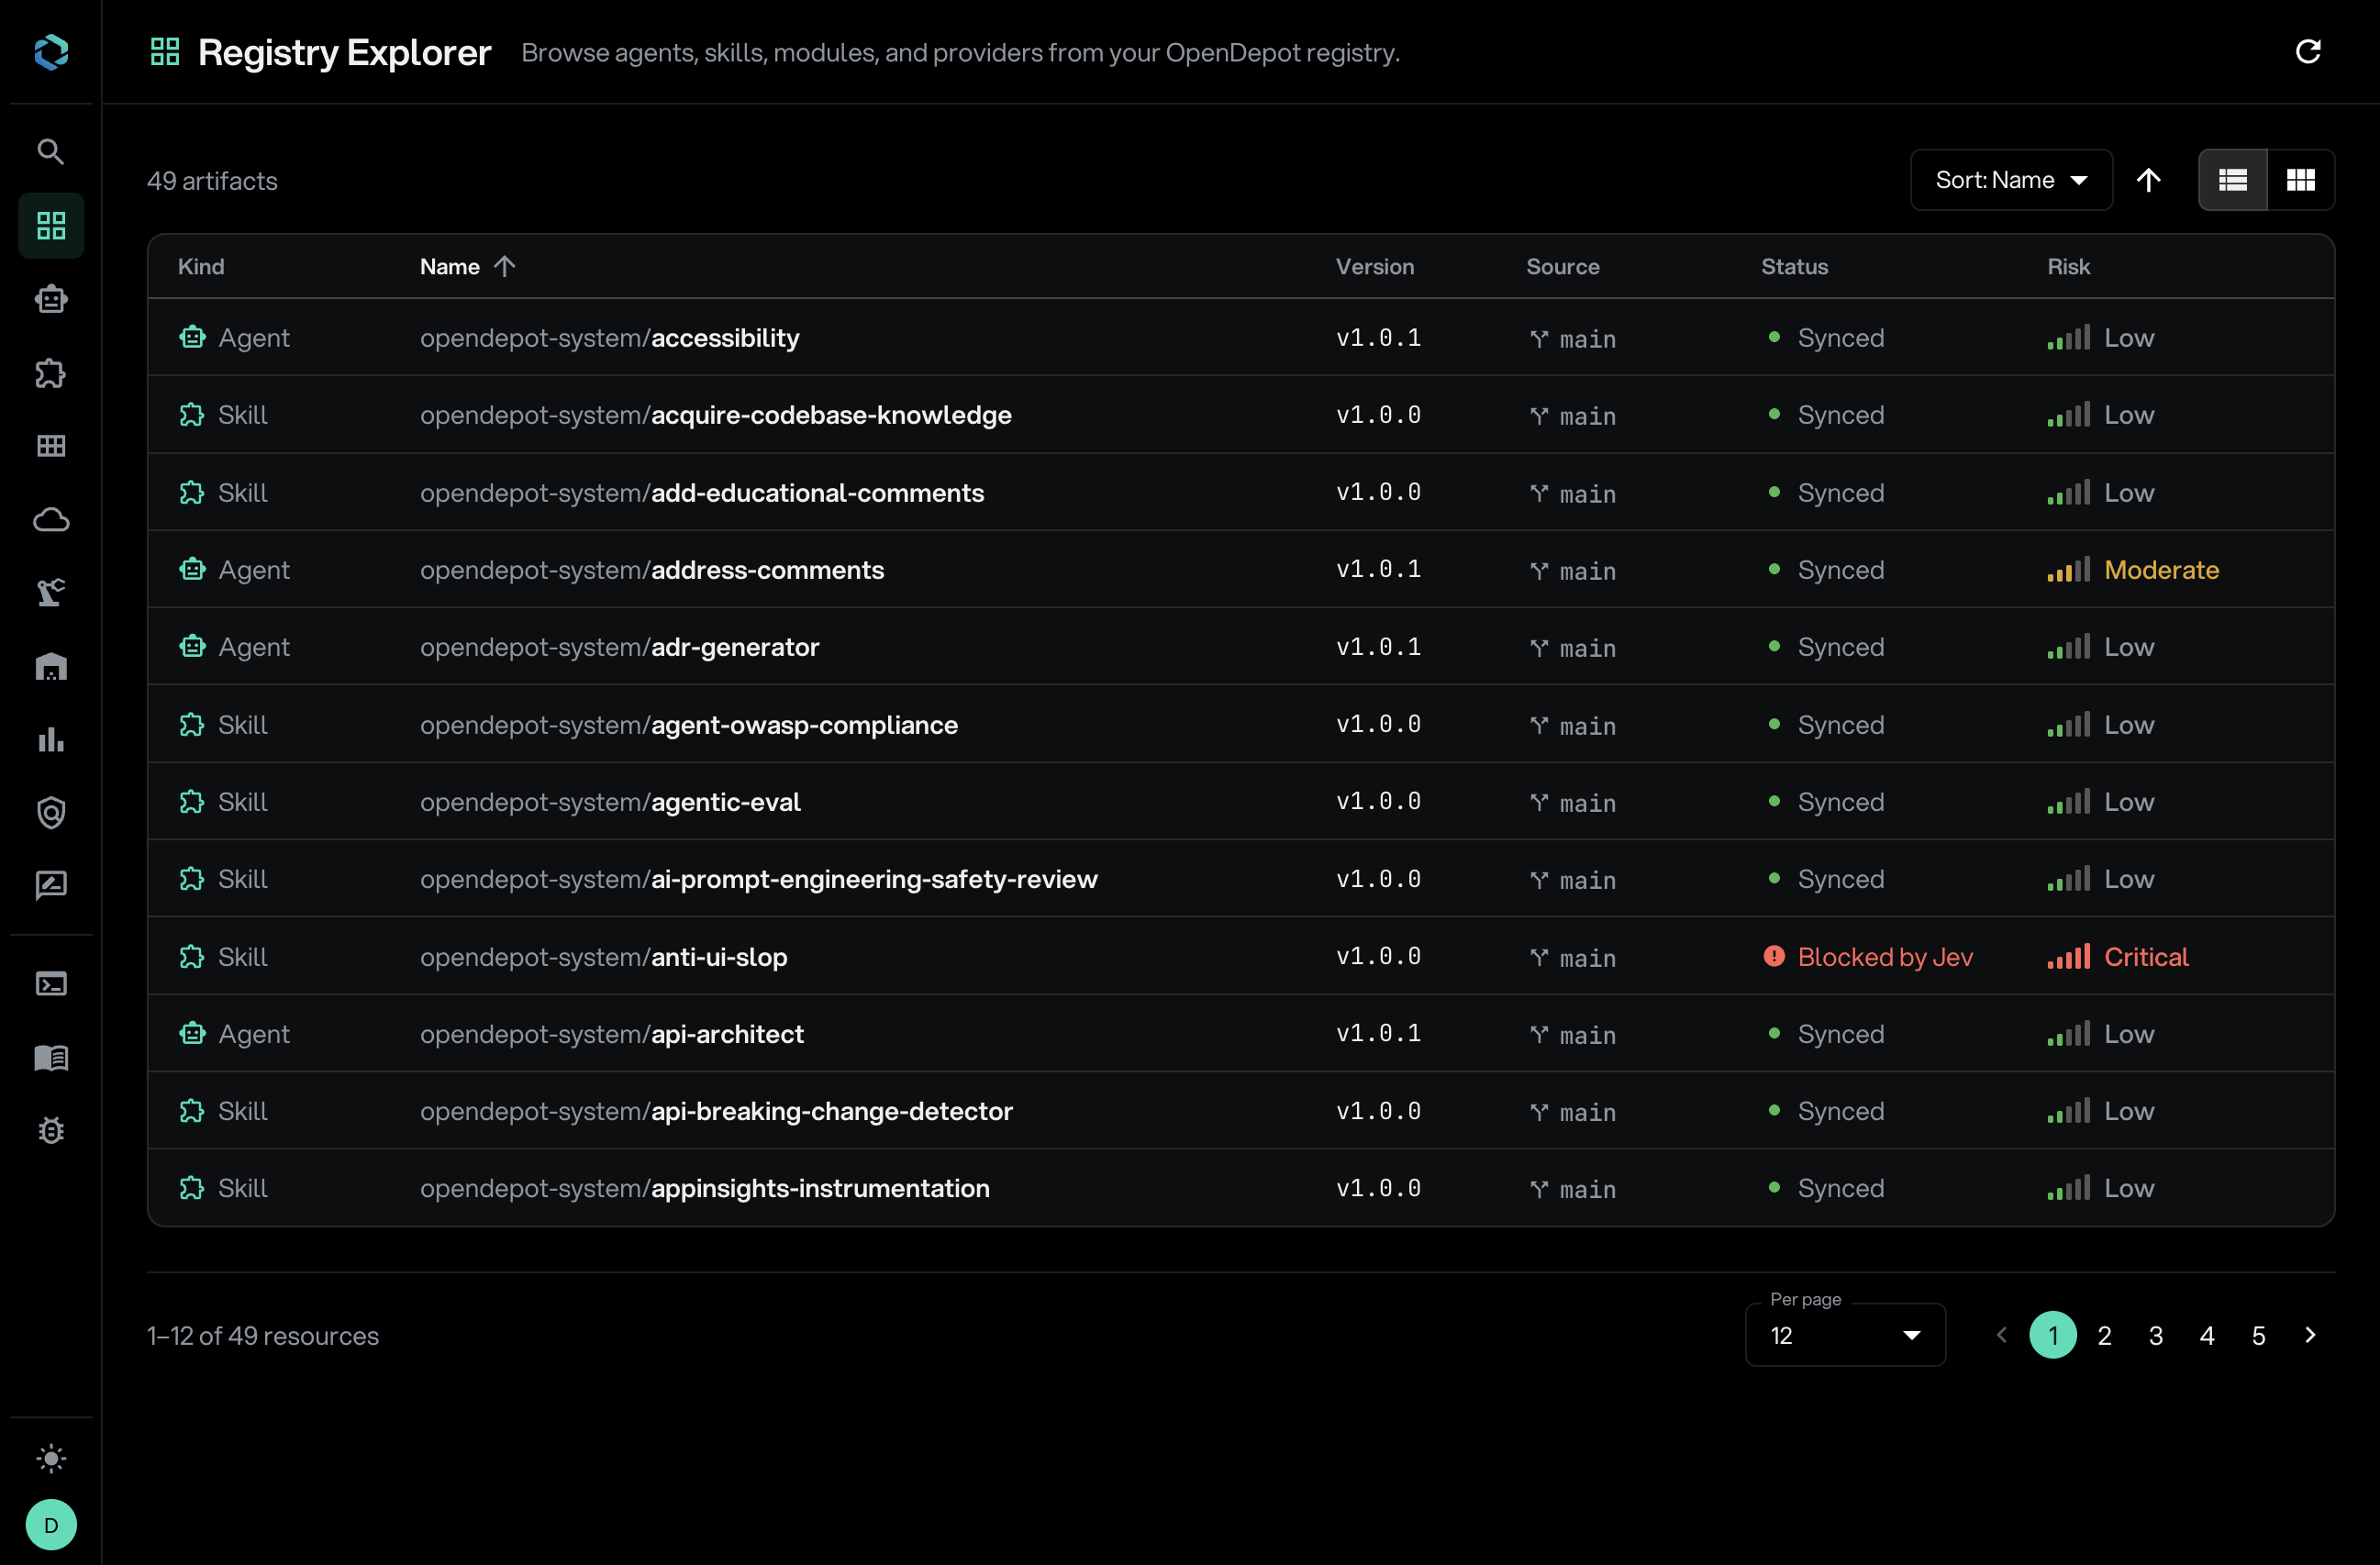 Registry Explorer Browse agents, skills, modules, and providers from your OpenDepot registry.
49 artifacts Sort: Name
Kind Name Version Source Status Risk
Agent opendepot-system/accessibility v1.0.1 main Synced Low
Skill opendepot-system/acquire-codebase-knowledge v1.0.0 main Synced Low
Skill opendepot-system/add-educational-comments v1.0.0 main Synced Low
Agent opendepot-system/address-comments v1.0.1 main Synced Moderate
Agent opendepot-system/adr-generator v1.0.1 main Synced Low
Skill opendepot-system/agent-owasp-compliance v1.0.0 main Synced Low
Skill opendepot-system/agentic-eval v1.0.0 main Synced Low
Skill opendepot-system/ai-prompt-engineering-safety-review v1.0.0 main Synced Low
Skill opendepot-system/anti-ui-slop v1.0.0 main Blocked by Jev Critical
Agent opendepot-system/api-architect v1.0.1 main Synced Low
Skill opendepot-system/api-breaking-change-detector v1.0.0 main Synced Low
Skill opendepot-system/appinsights-instrumentation v1.0.0 main Synced Low
Per page
1–12 of 49 resources 12 1 2 3 4 5
D